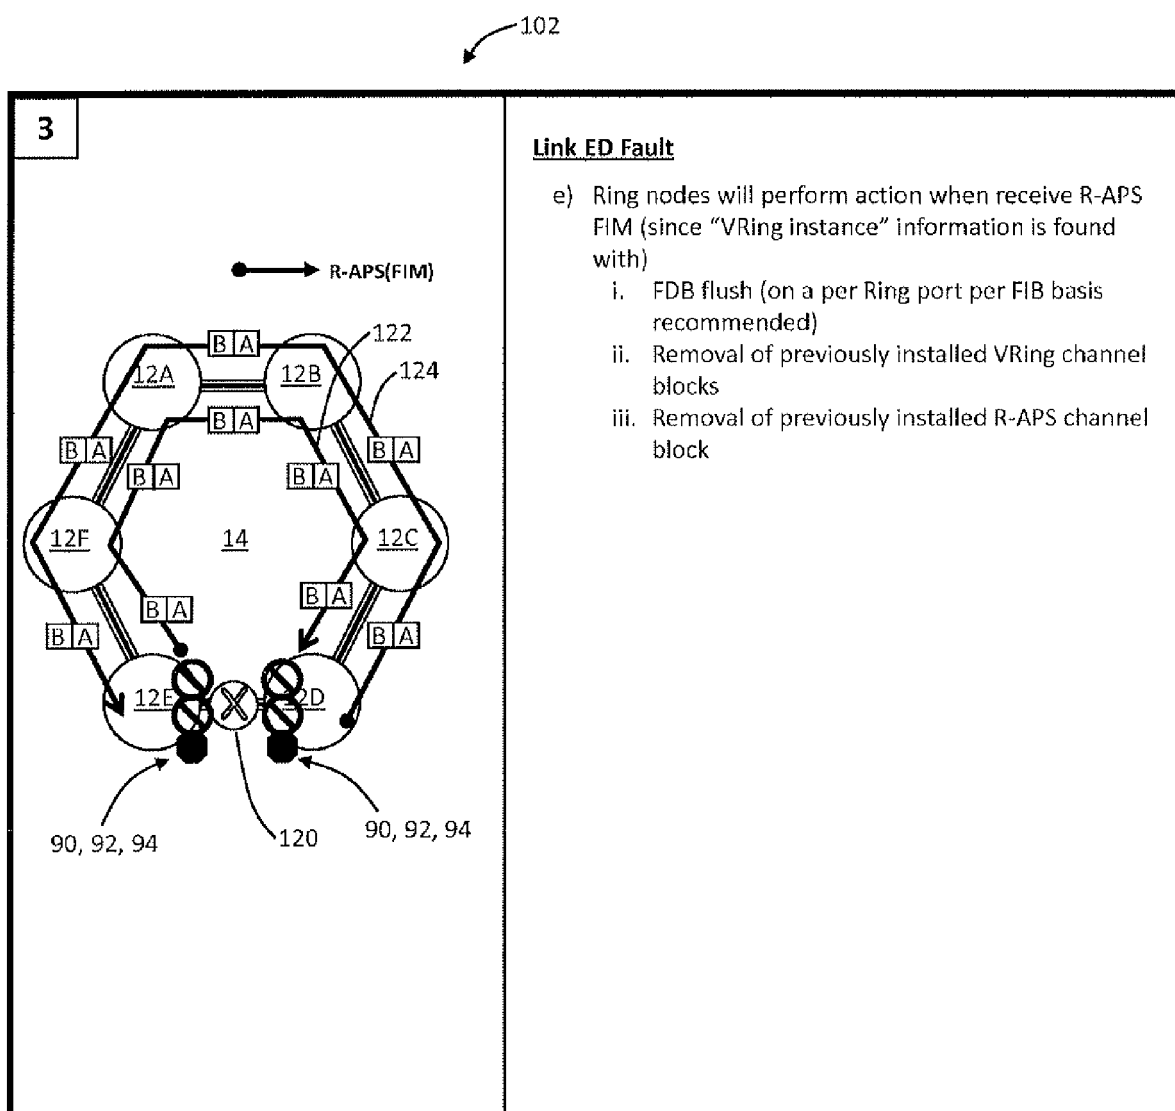 102
3
Link ED Fault
e) Ring nodes will perform action when receive R-APS
FIM (since "VRing instance" information is found
with)
i. FDB flush (on a per Ring port per FIB basis
recommended)
ii. Removal of previously installed VRing channel
blocks
iii. Removal of previously installed R-APS channel
block
R-APS(FIM)
122
B A
124
12A
12B
B A
B A
B A
B A
B A
12F
14
12C
B A
B A
B A
B A
12E
X
12D
90, 92, 94
120
90, 92, 94